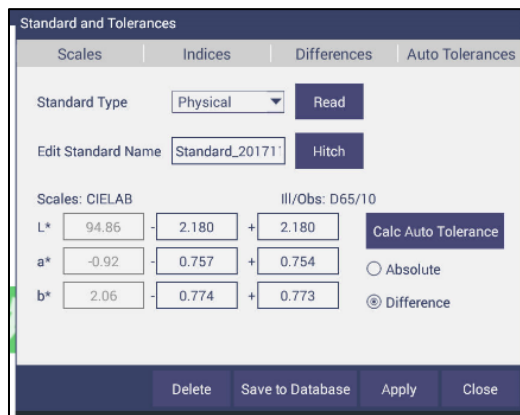 Standard and Tolerances
Scales Indices Differences Auto Tolerances
Standard Type Physical Read
Edit Standard Name Standard_20171 Hitch
Scales: CIELAB Ill/Obs: D65/10
L* 94.86 - 2.180 + 2.180 Calc Auto Tolerance
a* -0.92 - 0.757 + 0.754 Absolute
b* 2.06 - 0.774 + 0.773 Difference
Delete Save to Database Apply Close